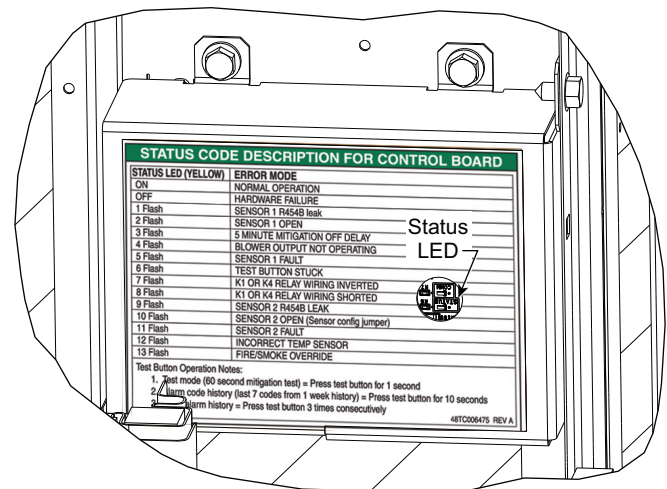 STATUS CODE DESCRIPTION FOR CONTROL BOARD
STATUS LED (YELLOW) ERROR MODE
ON NORMAL OPERATION
OFF HARDWARE FAILURE
1 Flash SENSOR 1 R454B leak
2 Flash SENSOR 1 OPEN
3 Flash 5 MINUTE MITIGATION OFF DELAY
4 Flash BLOWER OUTPUT NOT OPERATING
5 Flash SENSOR 1 FAULT
6 Flash TEST BUTTON STUCK
7 Flash K1 OR K4 RELAY WIRING INVERTED
8 Flash K1 OR K4 RELAY WIRING SHORTED
9 Flash SENSOR 2 R454B LEAK
10 Flash SENSOR 2 OPEN (Sensor config jumper)
11 Flash SENSOR 2 FAULT
12 Flash INCORRECT TEMP SENSOR
13 Flash FIRE/SMOKE OVERRIDE
Status
LED
STATUS
Test Button Operation Notes:
1. Test mode (60 second mitigation test) = Press test button for 1 second
2. larm code history (last 7 codes from 1 week history) = Press test button for 10 seconds
alarm history = Press test button 3 times consecutively
48TC006475 REV A